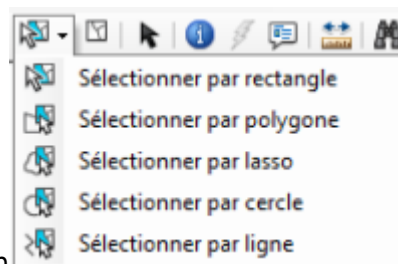 Sélectionner par rectangle
Sélectionner par polygone
Sélectionner par lasso
Sélectionner par cercle
Sélectionner par ligne